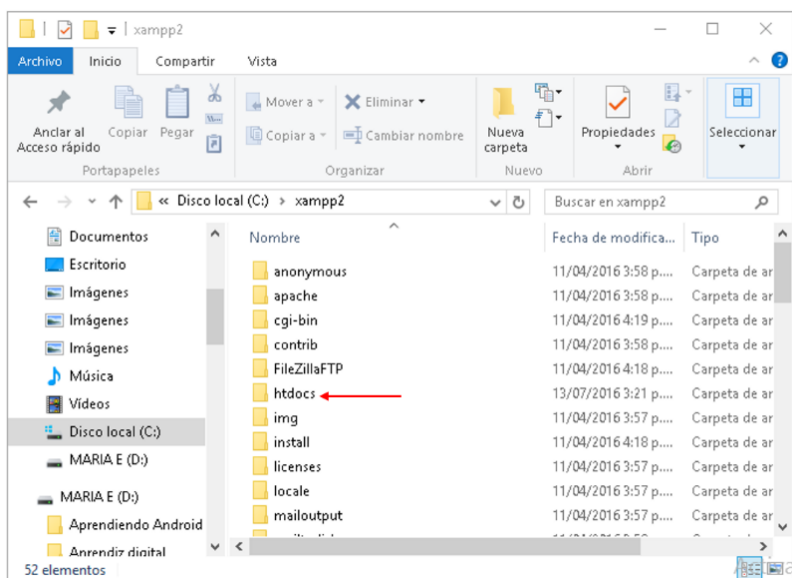 xampp2
Archivo Inicio Compartir Vista
Anclar al Acceso rápido
Copiar
Pegar
Mover a
Copiar a
Eliminar
Cambiar nombre
Nueva carpeta
Propiedades
Seleccionar
Portapapeles Organizar Nuevo Abrir
« Disco local (C:) > xampp2
Buscar en xampp2
Documentos
Escritorio
Imágenes
Imágenes
Imágenes
Música
Vídeos
Disco local (C:)
MARIA E (D:)
MARIA E (D:)
Aprendiendo Android
Aprendiz digital
Nombre Fecha de modifica... Tipo
anonymous 11/04/2016 3:58 p.... Carpeta de ar
apache 11/04/2016 3:58 p.... Carpeta de ar
cgi-bin 11/04/2016 4:19 p.... Carpeta de ar
contrib 11/04/2016 3:58 p.... Carpeta de ar
FileZillaFTP 11/04/2016 4:18 p.... Carpeta de ar
htdocs 13/07/2016 3:21 p.... Carpeta de ar
img 11/04/2016 3:57 p.... Carpeta de ar
install 11/04/2016 4:18 p.... Carpeta de ar
licenses 11/04/2016 3:57 p.... Carpeta de ar
locale 11/04/2016 3:57 p.... Carpeta de ar
mailoutput 11/04/2016 3:57 p.... Carpeta de ar
52 elementos